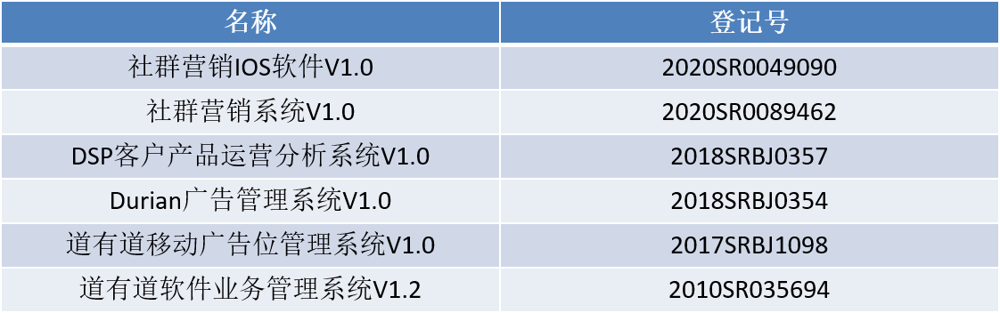 名称 登记号
社群营销IOS软件V1.0 2020SR0049090
社群营销系统V1.0 2020SR0089462
DSP客户产品运营分析系统V1.0 2018SRBJ0357
Durian广告管理系统V1.0 2018SRBJ0354
道有道移动广告位管理系统V1.0 2017SRBJ1098
道有道软件业务管理系统V1.2 2010SR035694